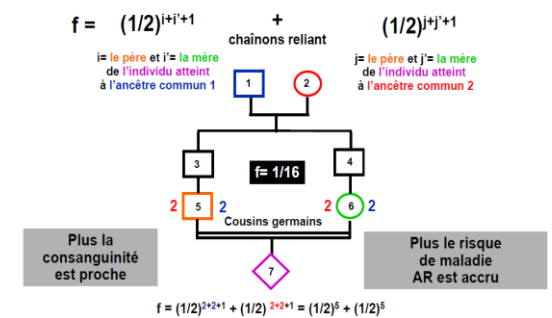 f = (1/2)i+i'+1 + (1/2)j+j'+1
chaînons reliant
i= le père et i'= la mère
de l'individu atteint
à l'ancêtre commun 1
j= le père et j'= la mère
de l'individu atteint
à l'ancêtre commun 2
1 2
3 f= 1/16 4
2 5 2 2 6 2
Cousins germains
Plus la
consanguinité
est proche
7
Plus le risque
de maladie
AR est accru
f = (1/2)2+2+1 + (1/2) 2+2+1 = (1/2)5 + (1/2)5